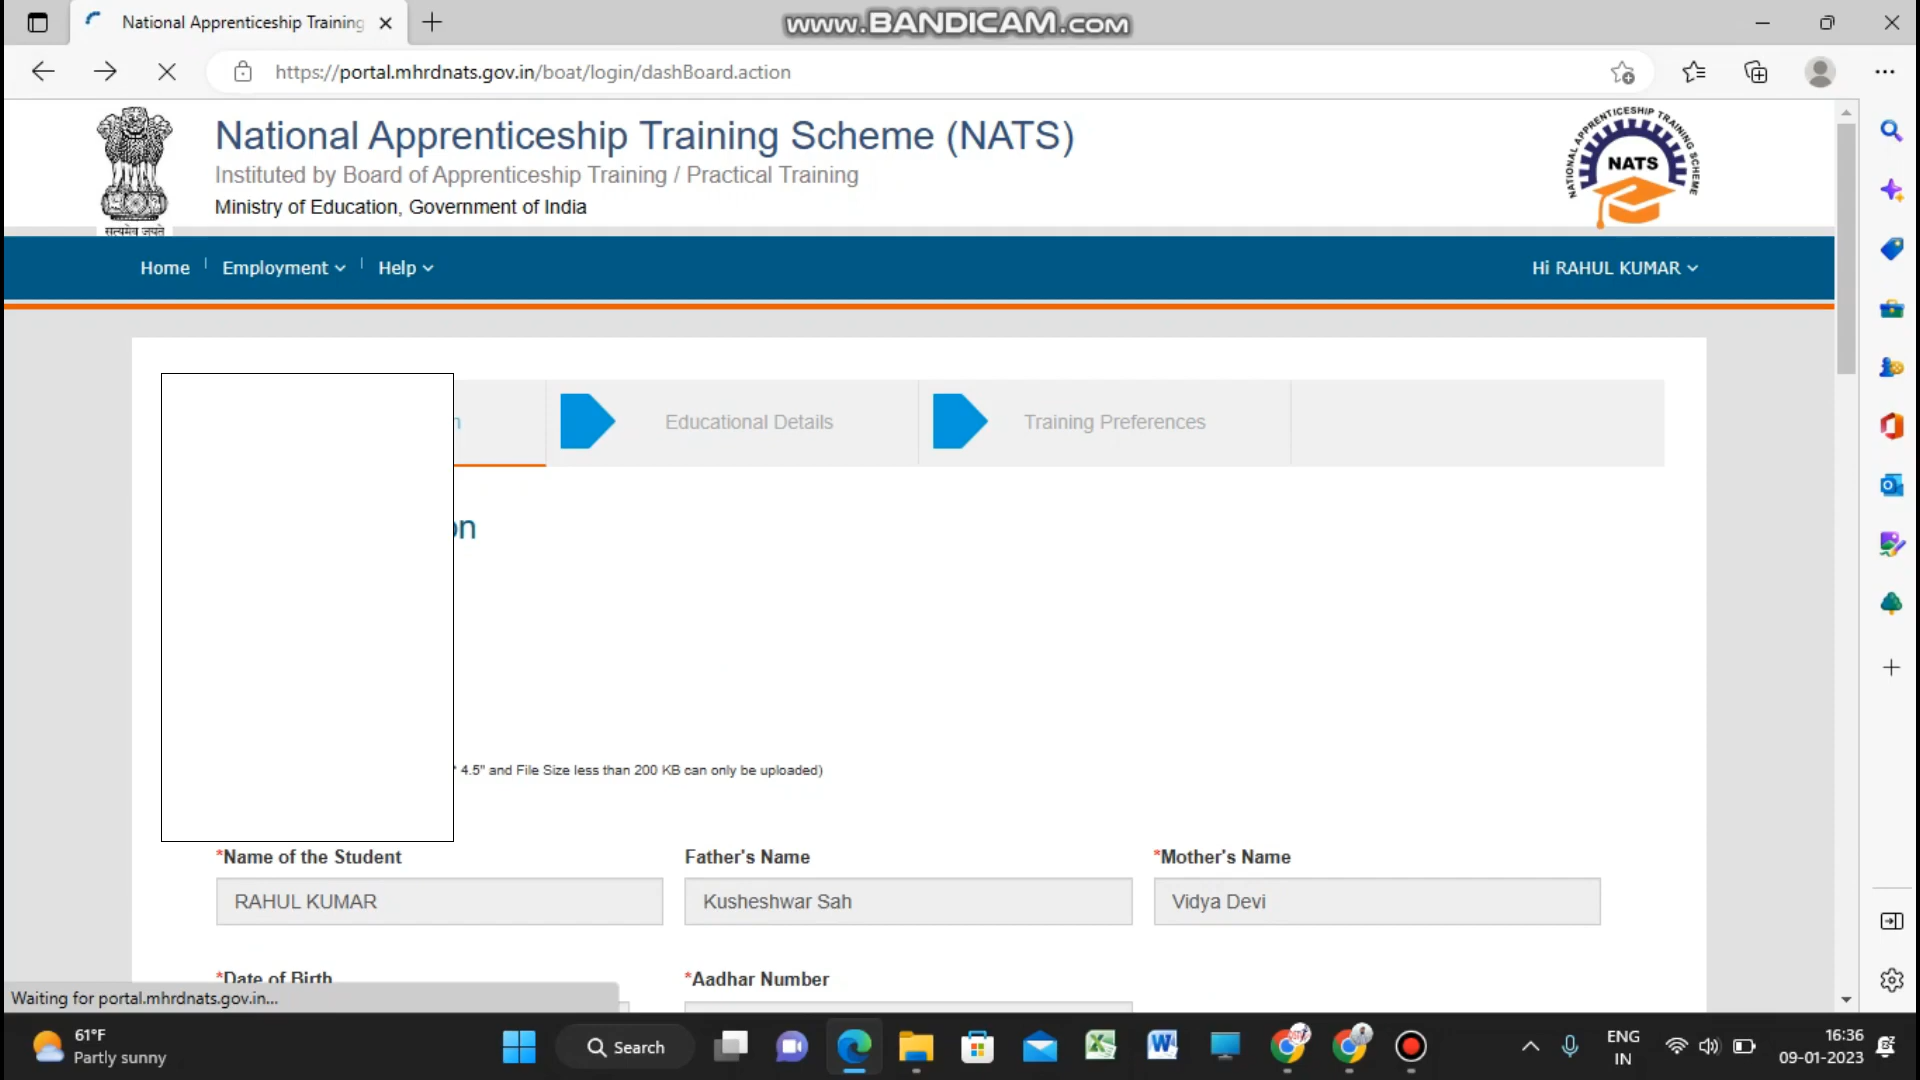 National Apprenticeship Training
www.BANDICAM.com
https://portal.mhrdnats.gov.in/boat/login/dashBoard.action
National Apprenticeship Training Scheme (NATS)
Instituted by Board of Apprenticeship Training / Practical Training
Ministry of Education, Government of India
सत्यमेव जयते
NATIONAL APPRENTICESHIP TRAINING SCHEME
NATS
Home Employment Help Hi RAHUL KUMAR
Educational Details Training Preferences
on
4.5" and File Size less than 200 KB can only be uploaded)
*Name of the Student Father's Name *Mother's Name
RAHUL KUMAR Kusheshwar Sah Vidya Devi
*Date of Birth *Aadhar Number
Waiting for portal.mhrdnats.gov.in...
61°F
Partly sunny
Search
ENG
IN
16:36
09-01-2023